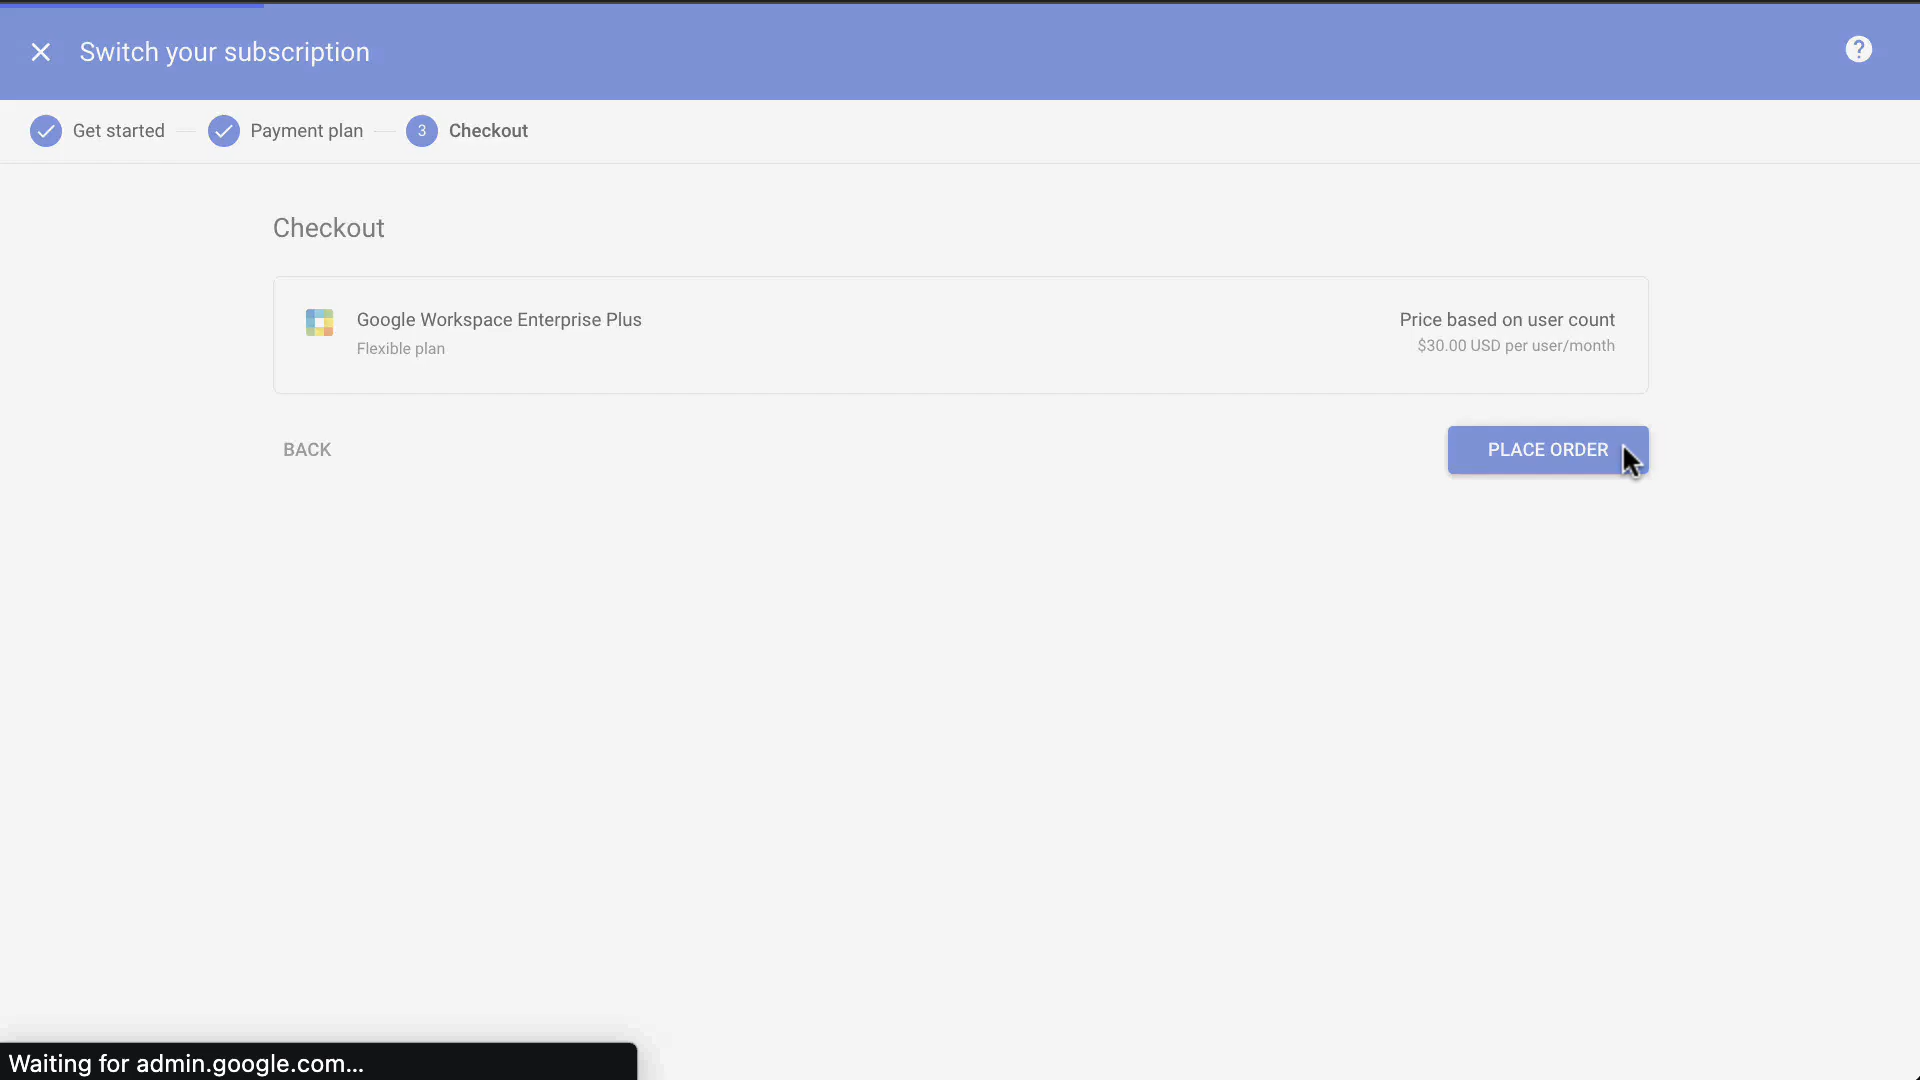 Switch your subscription
?
Get started
Payment plan
3
Checkout
Checkout
Google Workspace Enterprise Plus
Price based on user count
Flexible plan
$30.00 USD per user/month
BACK
PLACE ORDER
Waiting for admin.google.com...